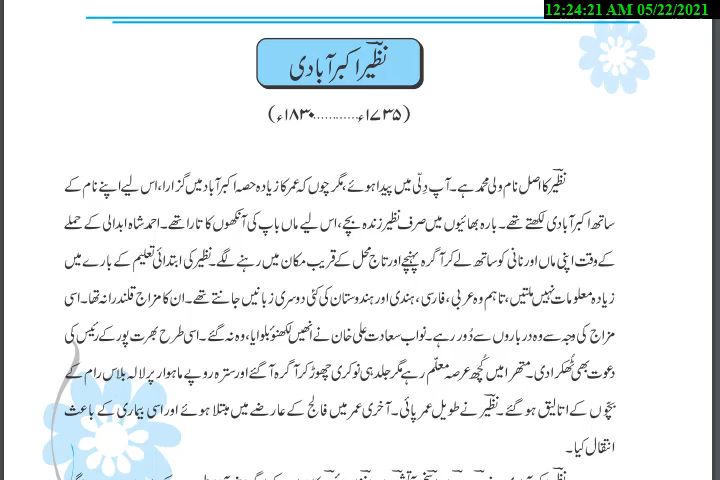 12:24:21 AM 05/22/2021
نظیرؔ اکبر آبادی
(۱۷۳۵ء............۱۸۳۰ء)
نظیرؔ کا اصل نام ولی محمد ہے۔ آپ دِلّی میں پیدا ہوئے، مگر چوں کہ عمر کا زیادہ حصہ اکبر آباد میں گزارا، اس لیے اپنے نام کے
ساتھ اکبر آبادی لکھتے تھے۔ بارہ بھائیوں میں صرف نظیر زندہ بچے، اس لیے ماں باپ کی آنکھوں کا تارا تھے۔ احمد شاہ ابدالی کے حملے
کے وقت اپنی ماں اور نانی کو ساتھ لے کر آگرہ پہنچے اور تاج محل کے قریب مکان میں رہنے لگے۔ نظیر کی ابتدائی تعلیم کے بارے میں
زیادہ معلومات نہیں ملتیں، تاہم وہ عربی، فارسی، ہندی اور ہندوستان کی کئی دوسری زبانیں جانتے تھے۔ ان کا مزاج قلندرانہ تھا۔ اسی
مزاج کی وجہ سے وہ درباروں سے دُور رہے۔ نواب سعادت علی خان نے انھیں لکھنؤ بلوایا، وہ نہ گئے۔ اسی طرح بھرت پور کے رئیس کی
دعوت بھی ٹھکرا دی۔ متھرا میں کُچھ عرصہ معلّم رہے مگر جلد ہی نوکری چھوڑ کر آگرہ آ گئے اور سترہ روپے ماہوار پر لالہ بلاس رام کے
بچّوں کے اتالیق ہو گئے۔ نظیرؔ نے طویل عمر پائی۔ آخری عمر میں فالج کے عارضے میں مبتلا ہوئے اور اسی بیماری کے باعث
انتقال کیا۔